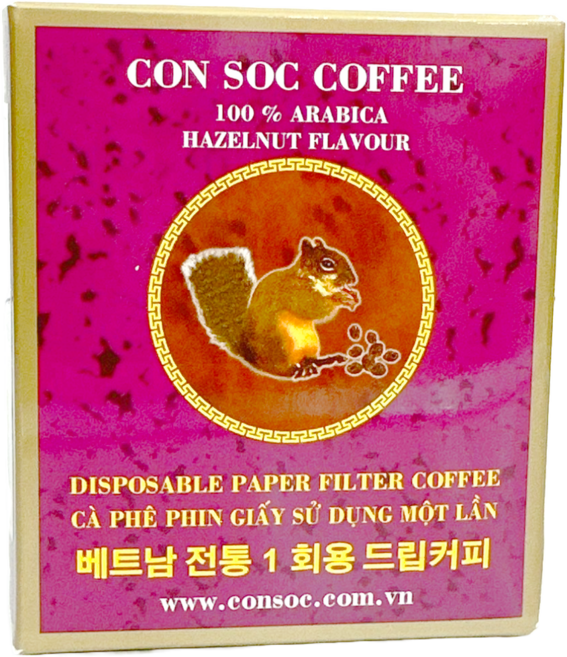 CON SOC COFFEE
100 % ARABICA
HAZELNUT FLAVOUR
DISPOSABLE PAPER FILTER COFFEE
CÀ PHÊ PHIN GIẤY SỬ DỤNG MỘT LẦN
베트남 전통 1 회용 드립커피
www.consoc.com.vn